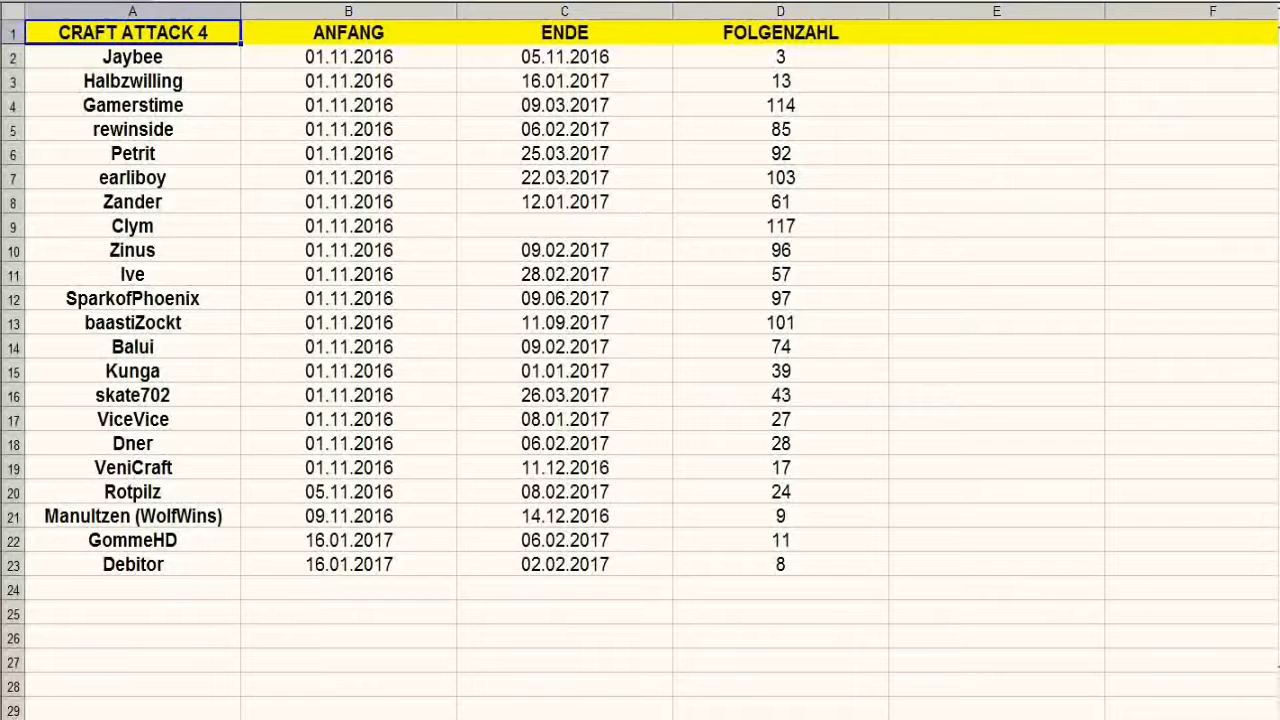 A B C D E F
1 CRAFT ATTACK 4 ANFANG ENDE FOLGENZAHL
2 Jaybee 01.11.2016 05.11.2016 3
3 Halbzwilling 01.11.2016 16.01.2017 13
4 Gamerstime 01.11.2016 09.03.2017 114
5 rewinside 01.11.2016 06.02.2017 85
6 Petrit 01.11.2016 25.03.2017 92
7 earliboy 01.11.2016 22.03.2017 103
8 Zander 01.11.2016 12.01.2017 61
9 Clym 01.11.2016 117
10 Zinus 01.11.2016 09.02.2017 96
11 Ive 01.11.2016 28.02.2017 57
12 SparkofPhoenix 01.11.2016 09.06.2017 97
13 baastiZockt 01.11.2016 11.09.2017 101
14 Balui 01.11.2016 09.02.2017 74
15 Kunga 01.11.2016 01.01.2017 39
16 skate702 01.11.2016 26.03.2017 43
17 ViceVice 01.11.2016 08.01.2017 27
18 Dner 01.11.2016 06.02.2017 28
19 VeniCraft 01.11.2016 11.12.2016 17
20 Rotpilz 05.11.2016 08.02.2017 24
21 Manultzen (WolfWins) 09.11.2016 14.12.2016 9
22 GommeHD 16.01.2017 06.02.2017 11
23 Debitor 16.01.2017 02.02.2017 8
24
25
26
27
28
29